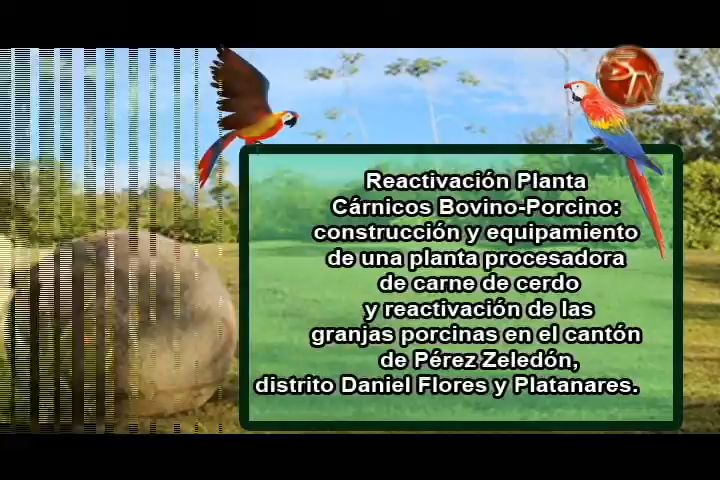 SN
Reactivación Planta
Cárnicos Bovino-Porcino:
construcción y equipamiento
de una planta procesadora
de carne de cerdo
y reactivación de las
granjas porcinas en el cantón
de Pérez Zeledón,
distrito Daniel Flores y Platanares.